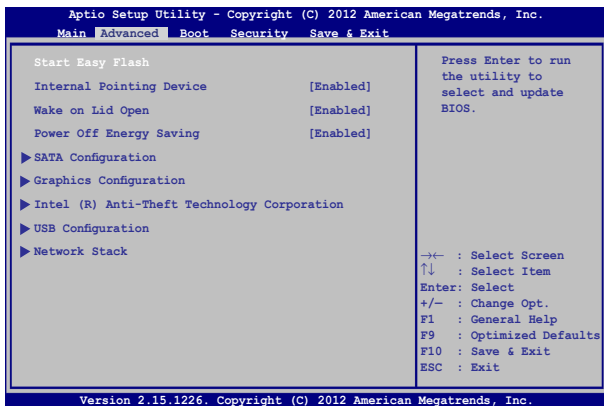 Aptio Setup Utility - Copyright (C) 2012 American Megatrends, Inc.
Main Advanced Boot Security Save & Exit
Start Easy Flash
Internal Pointing Device [Enabled]
Wake on Lid Open [Enabled]
Power Off Energy Saving [Enabled]
SATA Configuration
Graphics Configuration
Intel (R) Anti-Theft Technology Corporation
USB Configuration
Network Stack
Press Enter to run
the utility to
select and update
BIOS.
→← : Select Screen
↑↓ : Select Item
Enter: Select
+/— : Change Opt.
F1 : General Help
F9 : Optimized Defaults
F10 : Save & Exit
ESC : Exit
Version 2.15.1226. Copyright (C) 2012 American Megatrends, Inc.